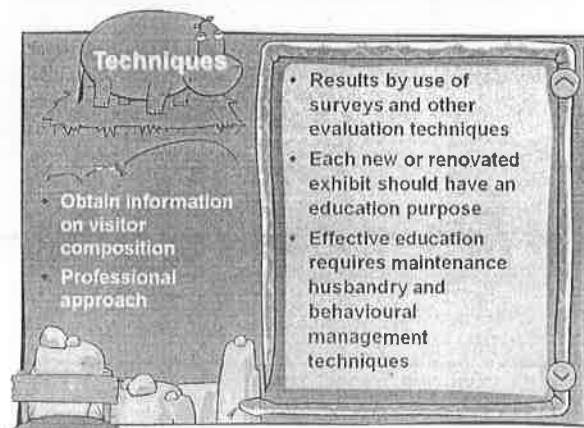 Techniques
• Obtain information
on visitor
composition
• Professional
approach
• Results by use of
surveys and other
evaluation techniques
• Each new or renovated
exhibit should have an
education purpose
• Effective education
requires maintenance
husbandry and
behavioural
management
techniques